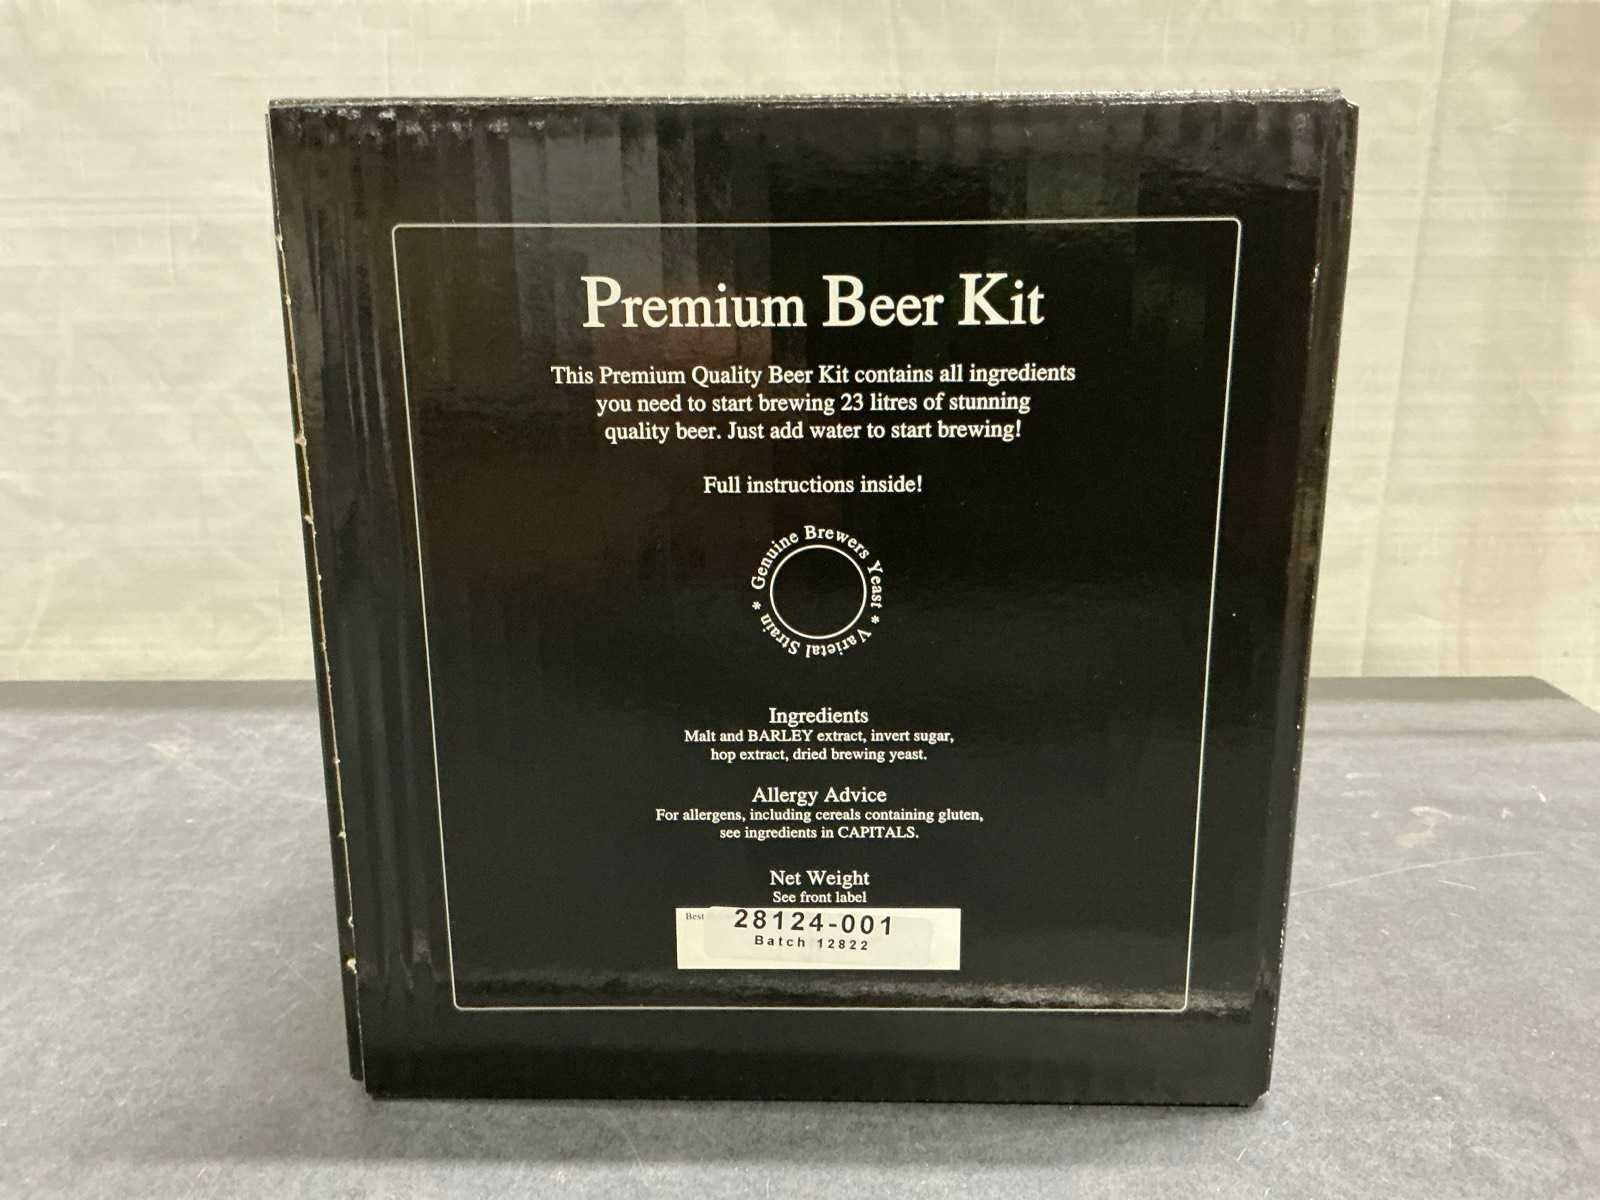 Premium Beer Kit
This Premium Quality Beer Kit contains all ingredients
you need to start brewing 23 litres of stunning
quality beer. Just add water to start brewing!
Full instructions inside!
Genuine Brewers Yeast * Varietal Strain *
Ingredients
Malt and BARLEY extract, invert sugar,
hop extract, dried brewing yeast.
Allergy Advice
For allergens, including cereals containing gluten,
see ingredients in CAPITALS.
Net Weight
See front label
Best 28124-001
Batch 12822